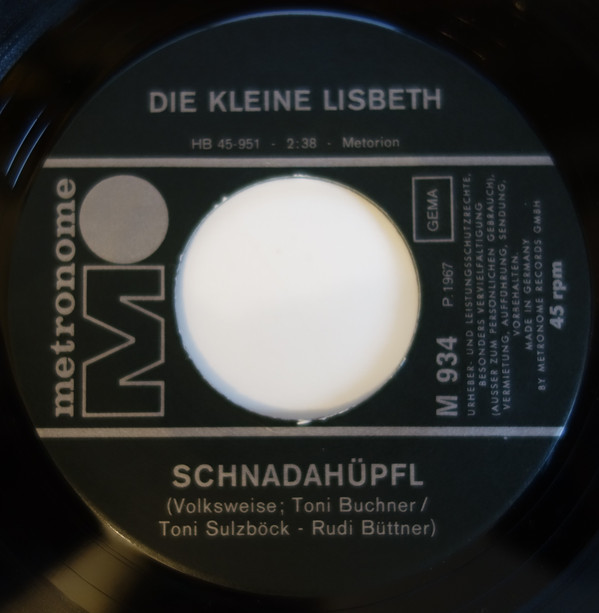 DIE KLEINE LISBETH
HB 45-951 - 2:38 - Metorion
metronome
M
GEMA
M 934 P. 1967
URHEBER- UND LEISTUNGSSCHUTZRECHTE,
BESONDERS VERVIELFÄLTIGUNG
(AUSSER ZUM PERSÖNLICHEN GEBRAUCH),
VERMIETUNG, AUFFÜHRUNG, SENDUNG,
VORBEHALTEN.
MADE IN GERMANY
BY METRONOME RECORDS GMBH
45 rpm
SCHNADAHÜPFL
(Volksweise; Toni Buchner /
Toni Sulzböck - Rudi Büttner)